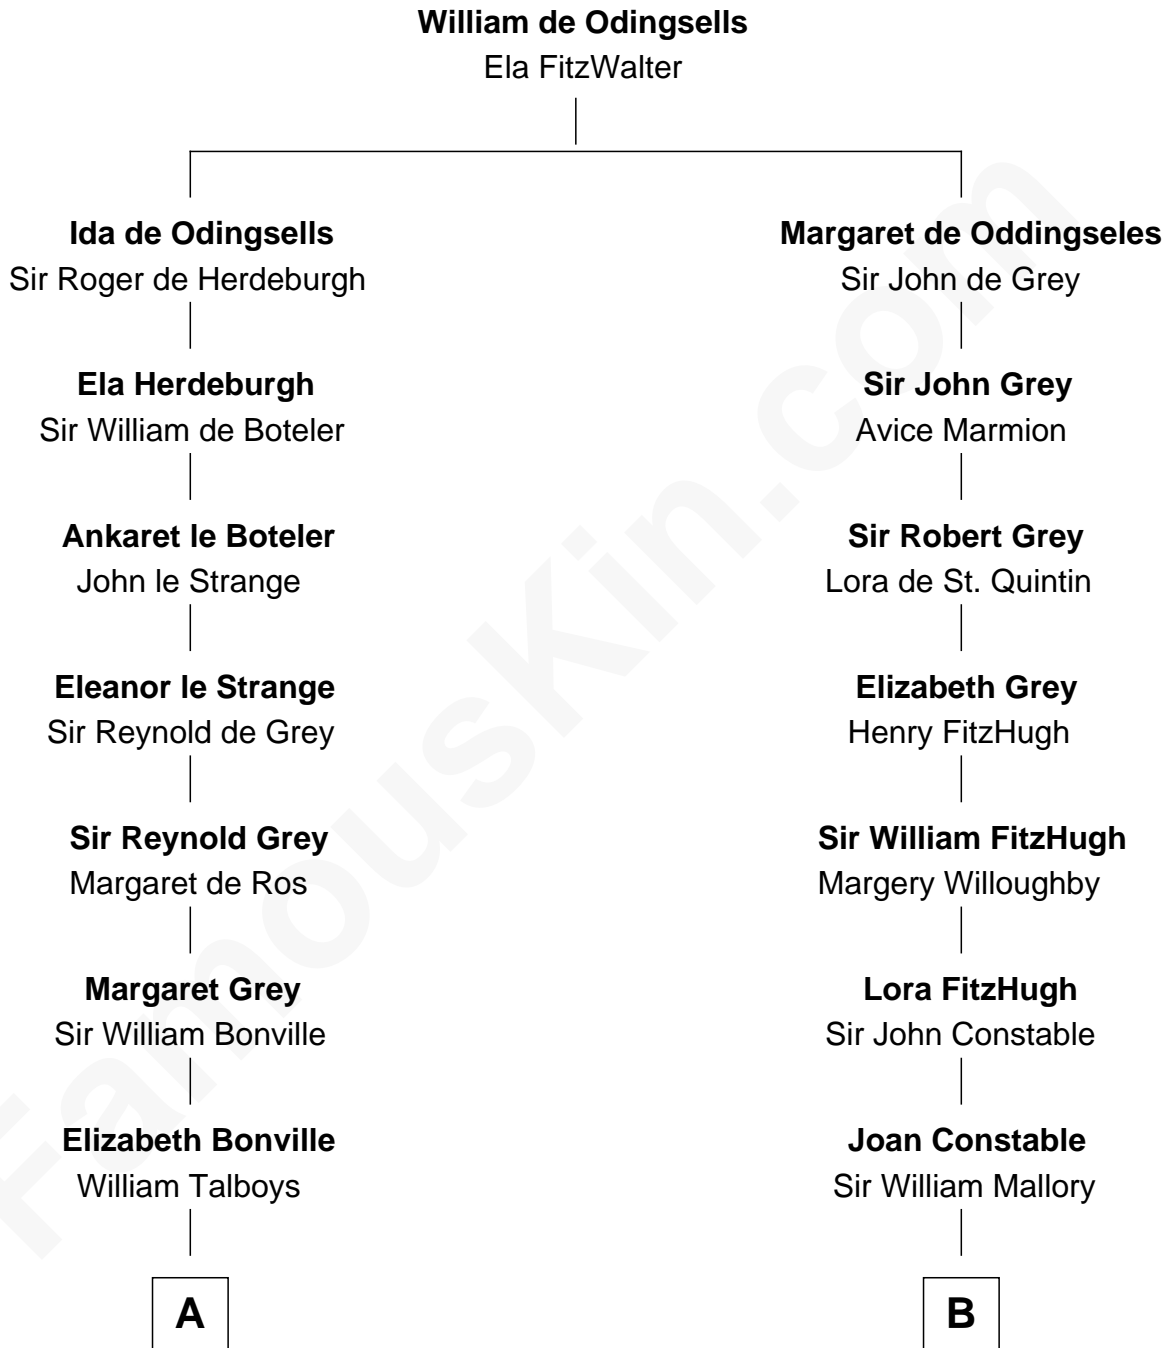 William de Odingsells
Ela FitzWalter
Ida de Odingsells
Sir Roger de Herdeburgh
Margaret de Oddingseles
Sir John de Grey
Ela Herdeburgh
Sir William de Boteler
Sir John Grey
Avice Marmion
Ankaret le Boteler
John le Strange
Sir Robert Grey
Lora de St. Quintin
Eleanor le Strange
Sir Reynold de Grey
Elizabeth Grey
Henry FitzHugh
Sir Reynold Grey
Margaret de Ros
Sir William FitzHugh
Margery Willoughby
Margaret Grey
Sir William Bonville
Lora FitzHugh
Sir John Constable
Elizabeth Bonville
William Talboys
Joan Constable
Sir William Mallory
A
B
FamousKin.com